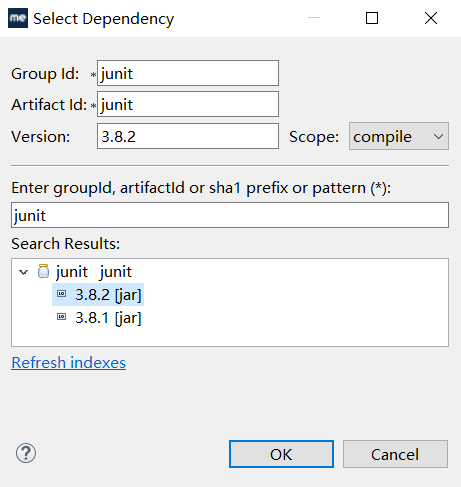 me Select Dependency
Group Id: * junit
Artifact Id: * junit
Version: 3.8.2 Scope: compile
Enter groupId, artifactId or sha1 prefix or pattern (*):
junit
Search Results:
junit junit
3.8.2 [jar]
3.8.1 [jar]
Refresh indexes
? OK Cancel